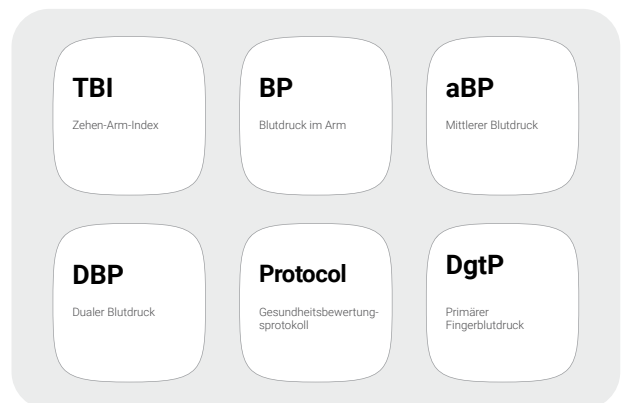 TBI
Zehen-Arm-Index
BP
Blutdruck im Arm
aBP
Mittlerer Blutdruck
DBP
Dualer Blutdruck
Protocol
Gesundheitsbewertung-
sprotokoll
DgtP
Primärer
Fingerblutdruck